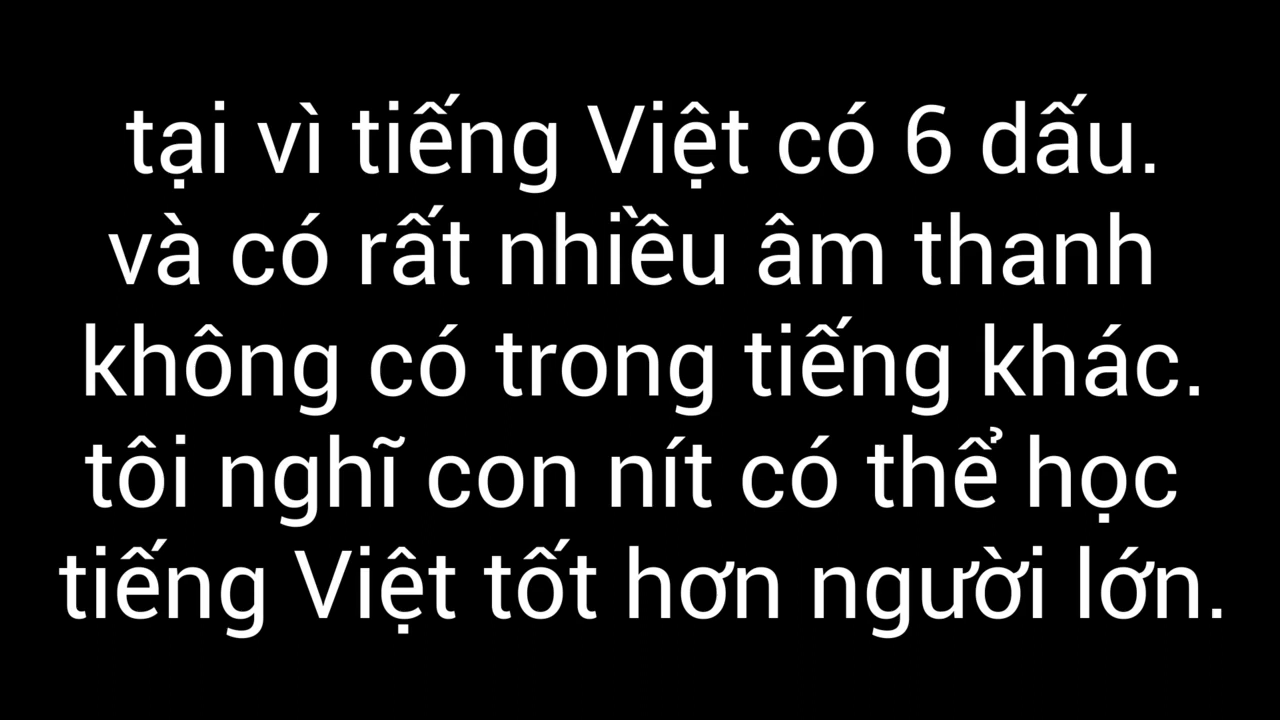 tại vì tiếng Việt có 6 dấu.
và có rất nhiều âm thanh
không có trong tiếng khác.
tôi nghĩ con nít có thể học
tiếng Việt tốt hơn người lớn.